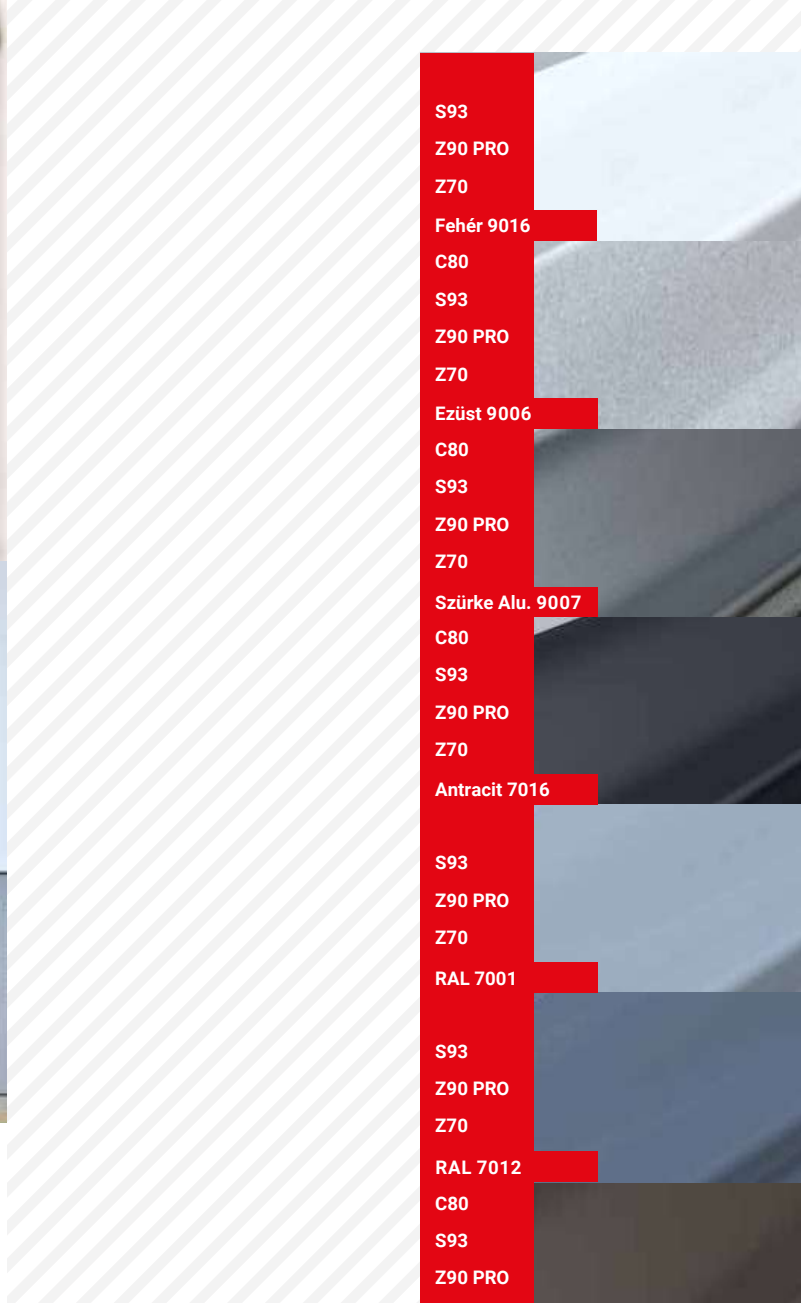 S93
Z90 PRO
Z70
Fehér 9016
C80
S93
Z90 PRO
Z70
Ezüst 9006
C80
S93
Z90 PRO
Z70
Szürke Alu. 9007
C80
S93
Z90 PRO
Z70
Antracit 7016
S93
Z90 PRO
Z70
RAL 7001
S93
Z90 PRO
Z70
RAL 7012
C80
S93
Z90 PRO